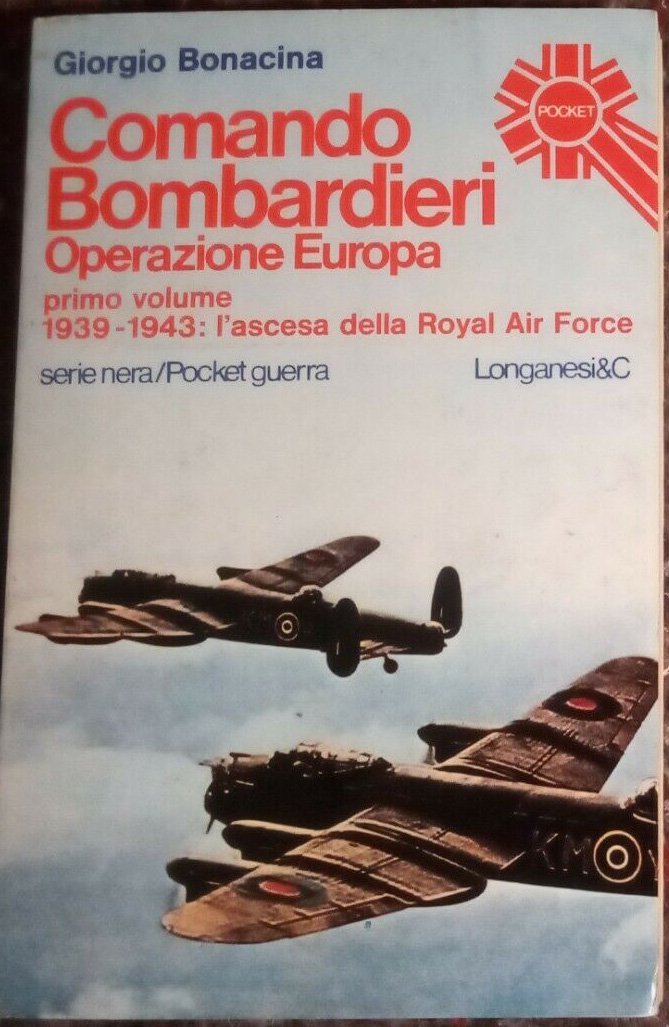 Giorgio Bonacina
POCKET
Comando
Bombardieri
Operazione Europa
primo volume
1939-1943: l'ascesa della Royal Air Force
serie nera/Pocket guerra
Longanesi&C
KM